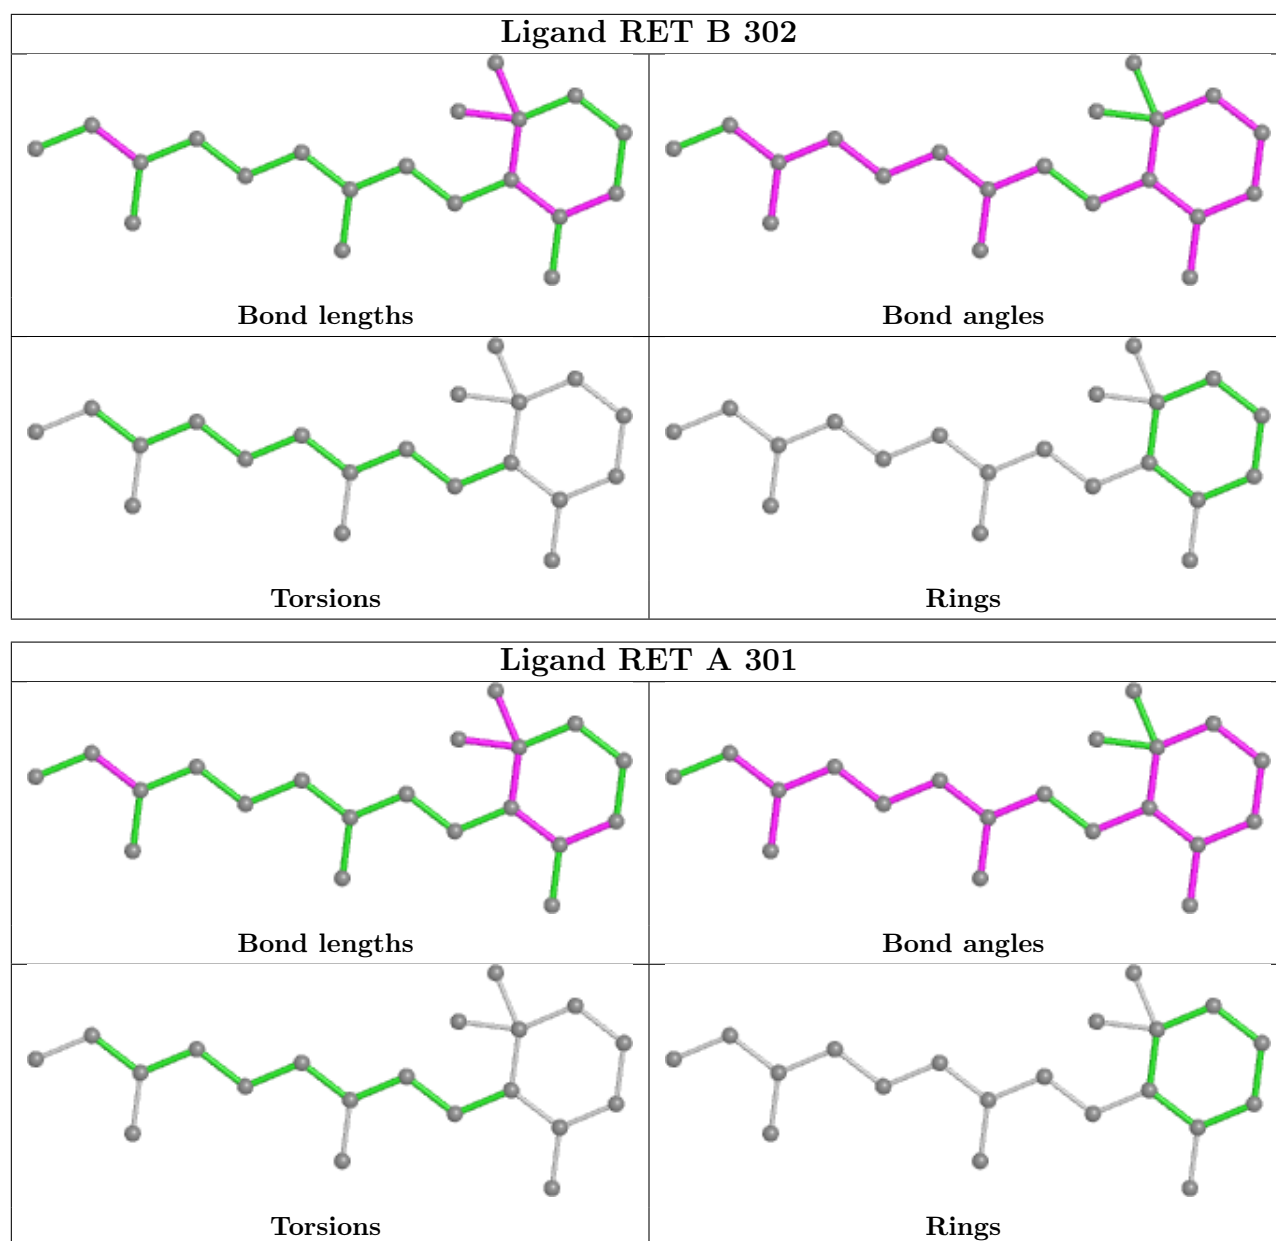 Ligand RET B 302
Bond lengths
Bond angles
Torsions
Rings
Ligand RET A 301
Bond lengths
Bond angles
Torsions
Rings